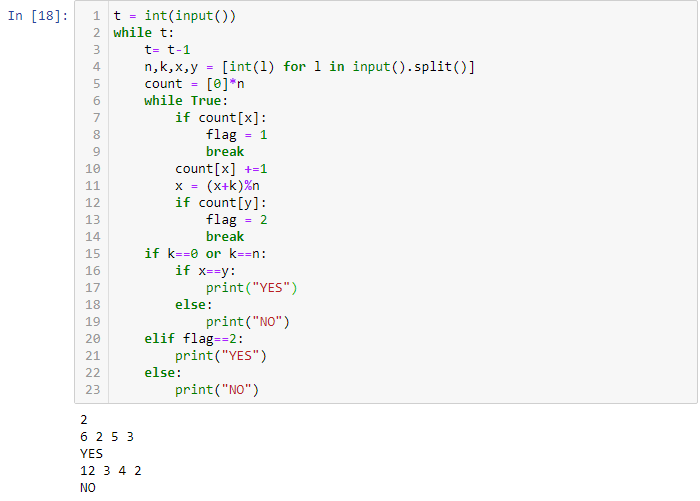 In [18]:
1 t = int(input())
2 while t:
3     t= t-1
4     n,k,x,y = [int(l) for l in input().split()]
5     count = [0]*n
6     while True:
7         if count[x]:
8             flag = 1
9             break
10         count[x] +=1
11         x = (x+k)%n
12         if count[y]:
13             flag = 2
14             break
15     if k==0 or k==n:
16         if x==y:
17             print("YES")
18         else:
19             print("NO")
20     elif flag==2:
21         print("YES")
22     else:
23         print("NO")
2
6 2 5 3
YES
12 3 4 2
NO